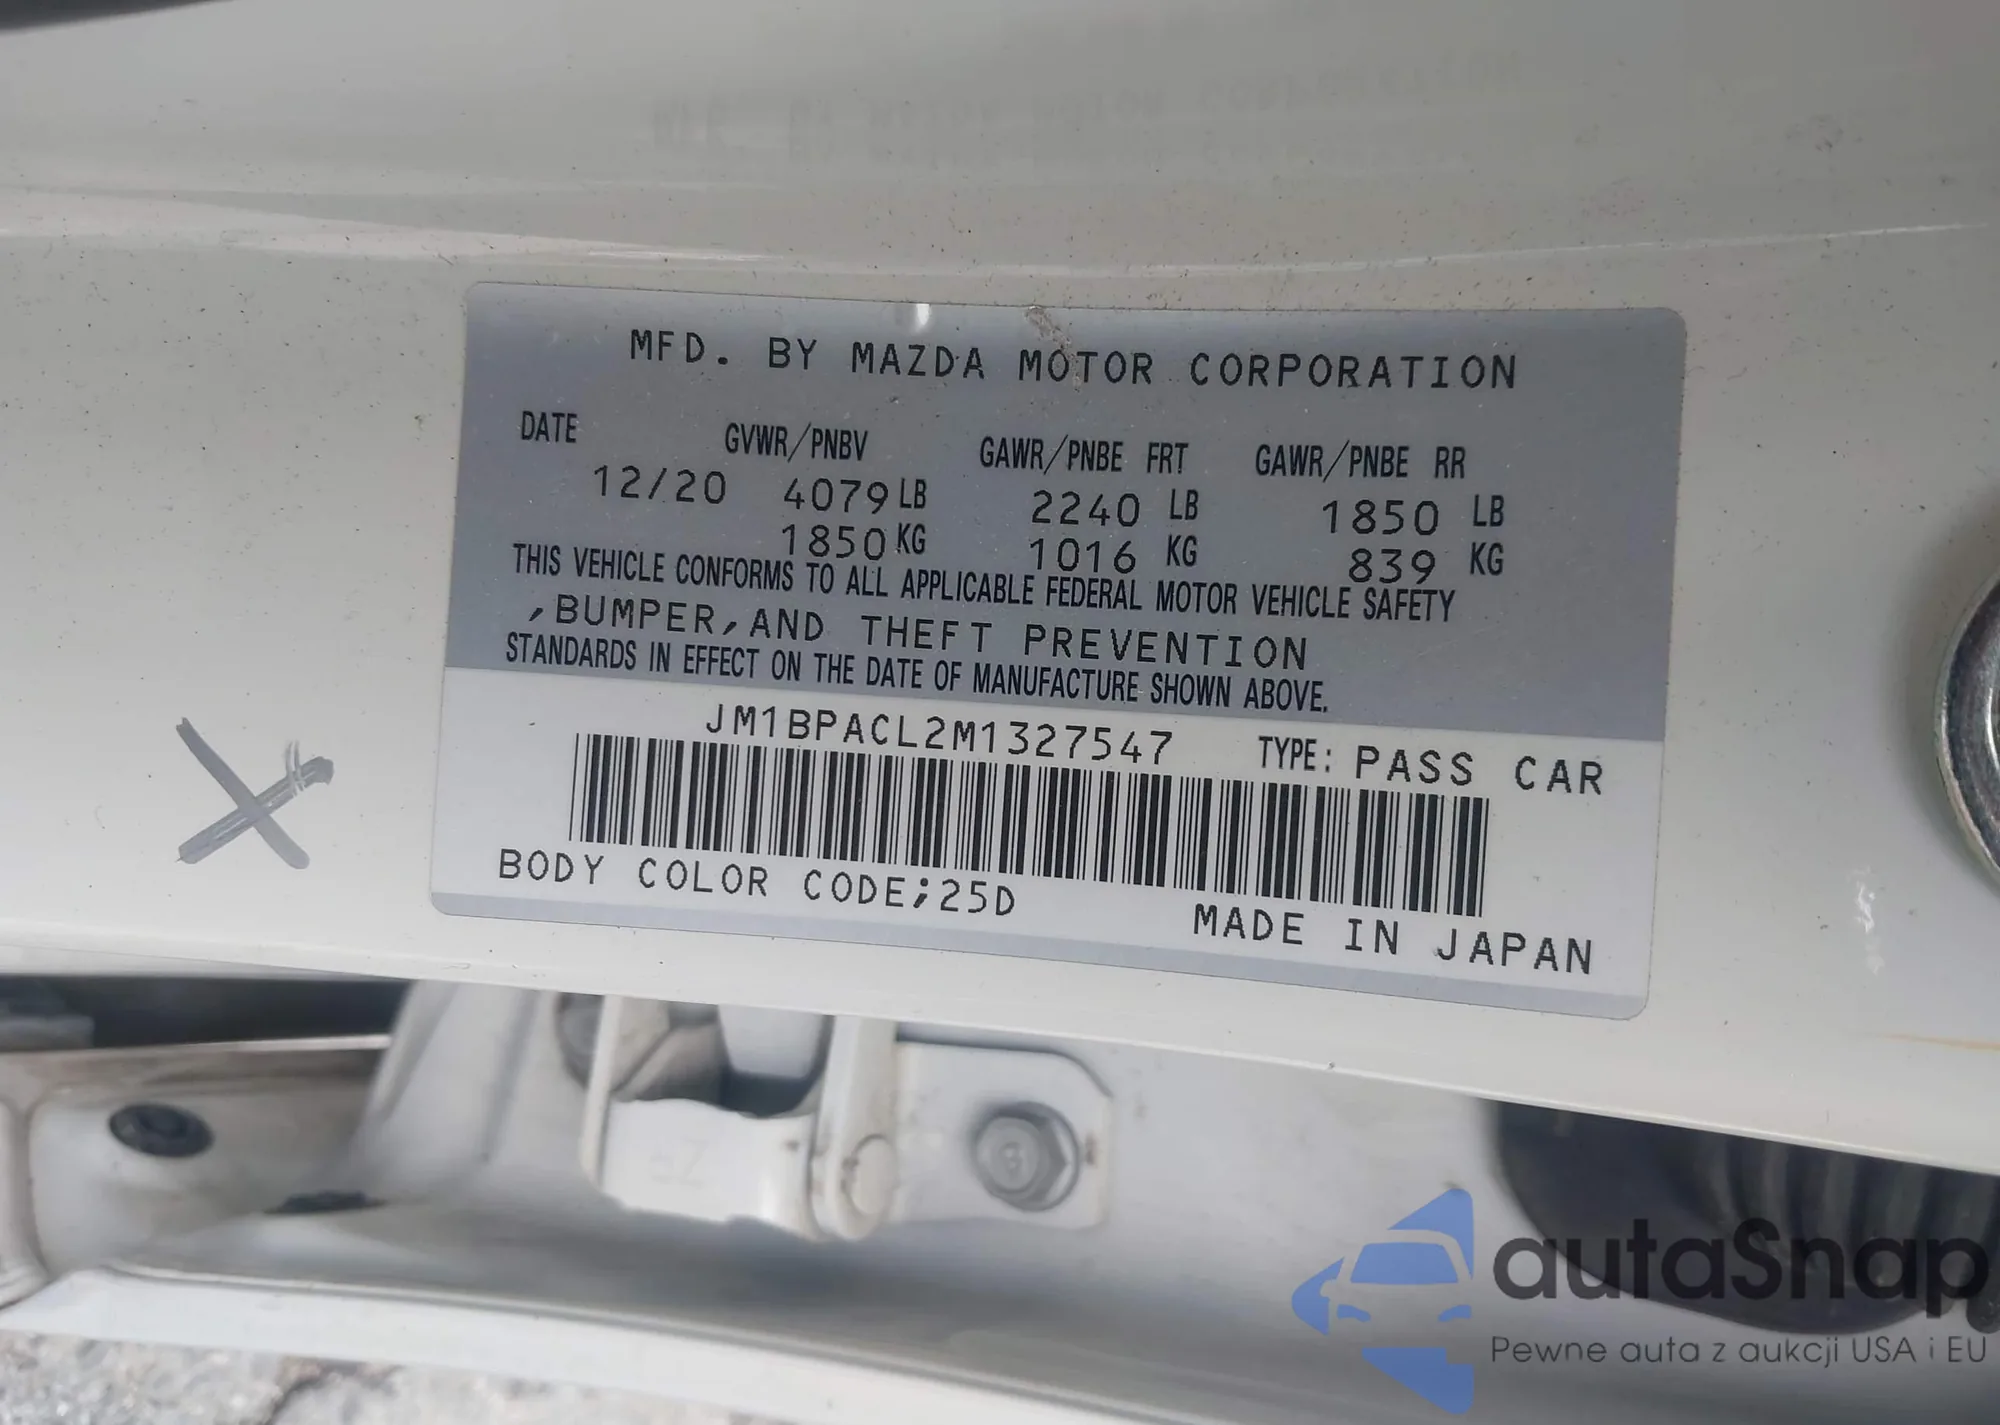 MFD. BY MAZDA MOTOR CORPORATION
DATE GVWR/PNBV GAWR/PNBE FRT GAWR/PNBE RR
12/20 4079 LB 2240 LB 1850 LB
1850 KG 1016 KG 839 KG
THIS VEHICLE CONFORMS TO ALL APPLICABLE FEDERAL MOTOR VEHICLE SAFETY
,BUMPER,AND THEFT PREVENTION
STANDARDS IN EFFECT ON THE DATE OF MANUFACTURE SHOWN ABOVE.
JM1BPACL2M1327547 TYPE: PASS CAR
BODY COLOR CODE;25D
MADE IN JAPAN
8
autaSnap
Pewne auta z aukcji USA i EU